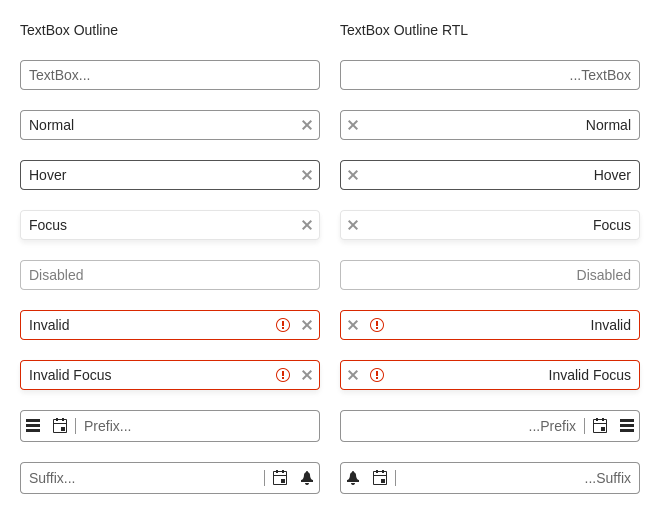 TextBox Outline
TextBox Outline RTL
TextBox...
...TextBox
Normal
Normal
Hover
Hover
Focus
Focus
Disabled
Disabled
Invalid
Invalid
Invalid Focus
Invalid Focus
Prefix...
...Prefix
Suffix...
...Suffix